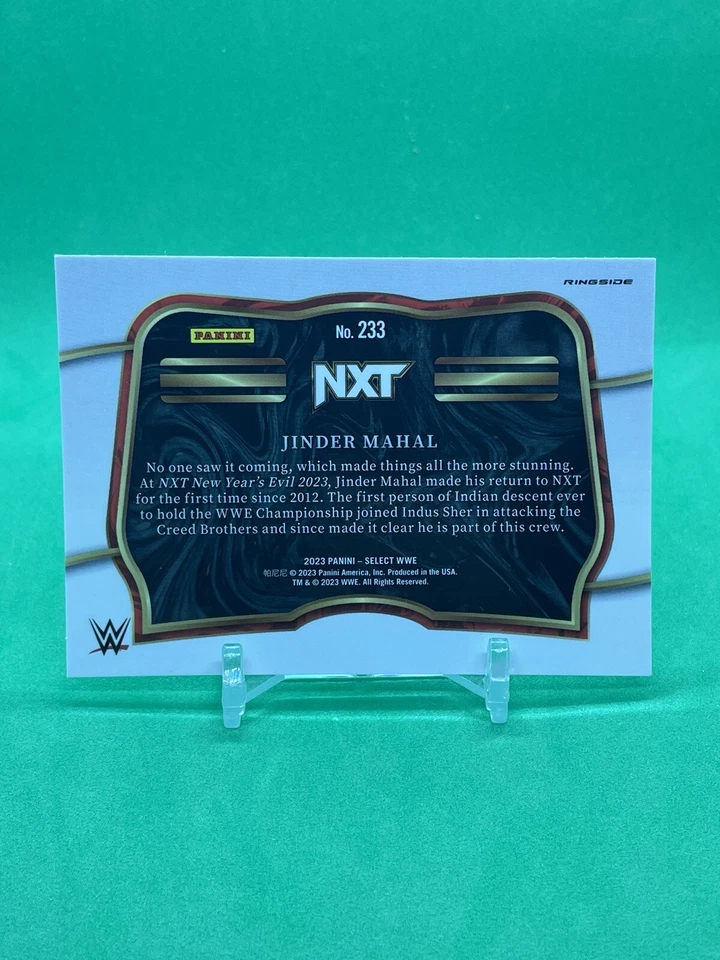 RINGSIDE
PANINI
No. 233
NXT
JINDER MAHAL
No one saw it coming, which made things all the more stunning.
At NXT New Year's Evil 2023, Jinder Mahal made his return to NXT
for the first time since 2012. The first person of Indian descent ever
to hold the WWE Championship joined Indus Sher in attacking the
Creed Brothers and since made it clear he is part of this crew.
2023 PANINI – SELECT WWE
帕尼尼 © 2023 Panini America, Inc. Produced in the USA.
TM & © 2023 WWE. All Rights Reserved.
W